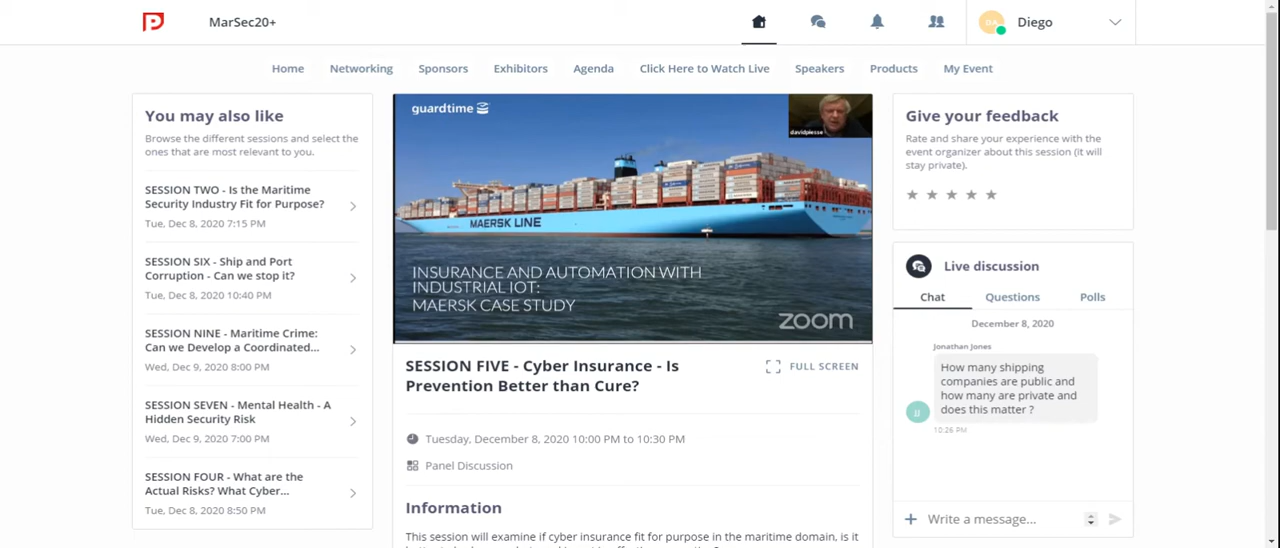 MarSec20+
DA
Diego
Home
Networking
Sponsors
Exhibitors
Agenda
Click Here to Watch Live
Speakers
Products
My Event
You may also like
Browse the different sessions and select the
ones that are most relevant to you.
SESSION TWO - Is the Maritime
Security Industry Fit for Purpose?
Tue, Dec 8, 2020 7:15 PM
SESSION SIX - Ship and Port
Corruption - Can we stop it?
Tue, Dec 8, 2020 10:40 PM
SESSION NINE - Maritime Crime:
Can we Develop a Coordinated...
Wed, Dec 9, 2020 8:00 PM
SESSION SEVEN - Mental Health - A
Hidden Security Risk
Wed, Dec 9, 2020 7:00 PM
SESSION FOUR - What are the
Actual Risks? What Cyber...
Tue, Dec 8, 2020 8:50 PM
guardtime
davidpiesse
MAERSK LINE
INSURANCE AND AUTOMATION WITH
INDUSTRIAL IOT:
MAERSK CASE STUDY
zoom
SESSION FIVE - Cyber Insurance - Is
Prevention Better than Cure?
FULL SCREEN
Tuesday, December 8, 2020 10:00 PM to 10:30 PM
Panel Discussion
Information
This session will examine if cyber insurance fit for purpose in the maritime domain, is it
Give your feedback
Rate and share your experience with the
event organizer about this session (it will
stay private).
Live discussion
Chat
Questions
Polls
December 8, 2020
Jonathan Jones
How many shipping
companies are public and
how many are private and
does this matter ?
JJ
10:26 PM
Write a message...